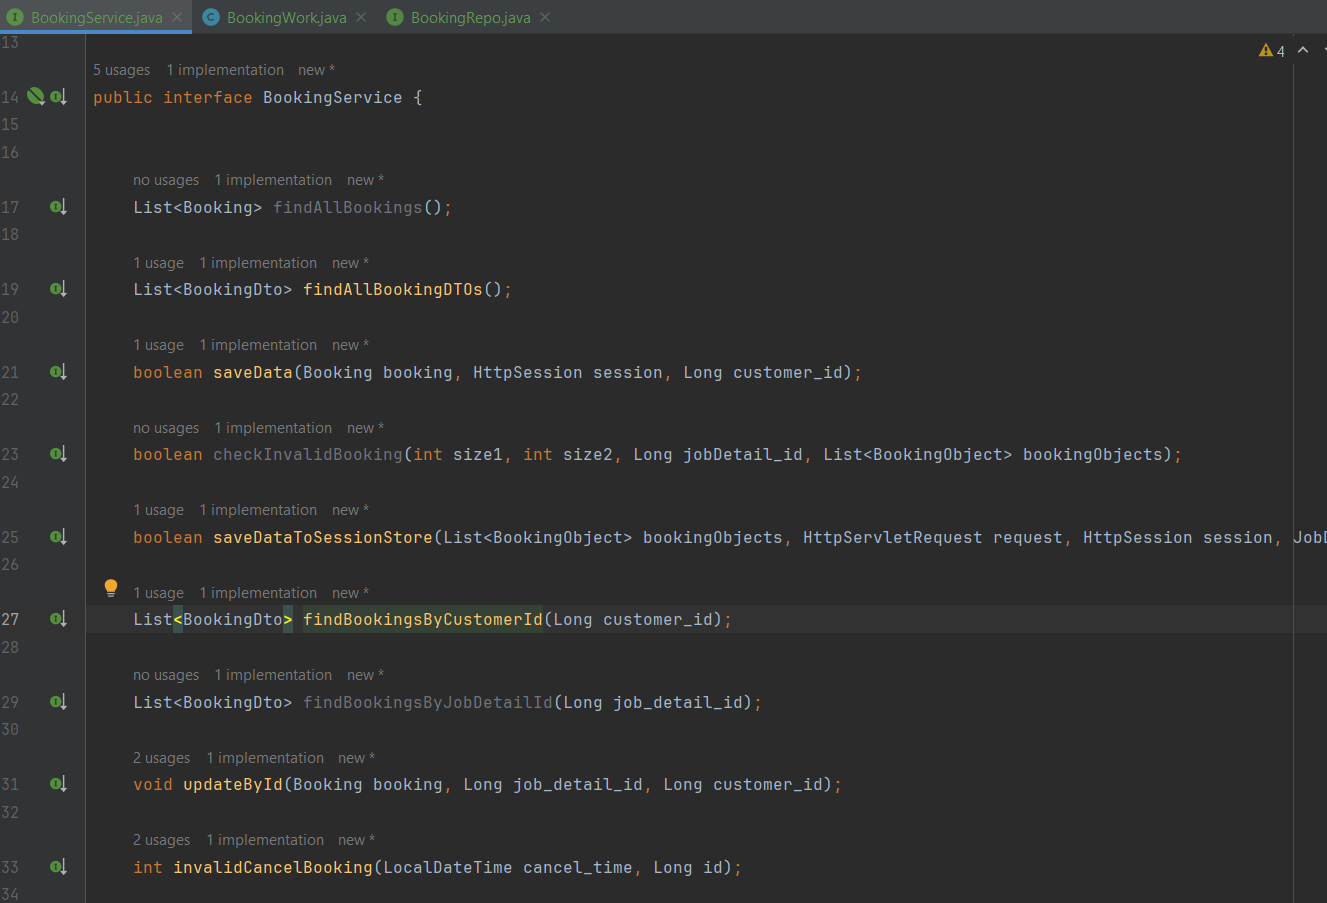 BookingService.java BookingWork.java BookingRepo.java
13
4
5 usages 1 implementation new *
14 public interface BookingService {
15
16
no usages 1 implementation new *
17 List<Booking> findAllBookings();
18
1 usage 1 implementation new *
19 List<BookingDto> findAllBookingDTOs();
20
1 usage 1 implementation new *
21 boolean saveData(Booking booking, HttpSession session, Long customer_id);
22
no usages 1 implementation new *
23 boolean checkInvalidBooking(int size1, int size2, Long jobDetail_id, List<BookingObject> bookingObjects);
24
1 usage 1 implementation new *
25 boolean saveDataToSessionStore(List<BookingObject> bookingObjects, HttpServletRequest request, HttpSession session,
26
1 usage 1 implementation new *
27 List<BookingDto> findBookingsByCustomerId(Long customer_id);
28
no usages 1 implementation new *
29 List<BookingDto> findBookingsByJobDetailId(Long job_detail_id);
30
2 usages 1 implementation new *
31 void updateById(Booking booking, Long job_detail_id, Long customer_id);
32
2 usages 1 implementation new *
33 int invalidCancelBooking(LocalDateTime cancel_time, Long id);
34